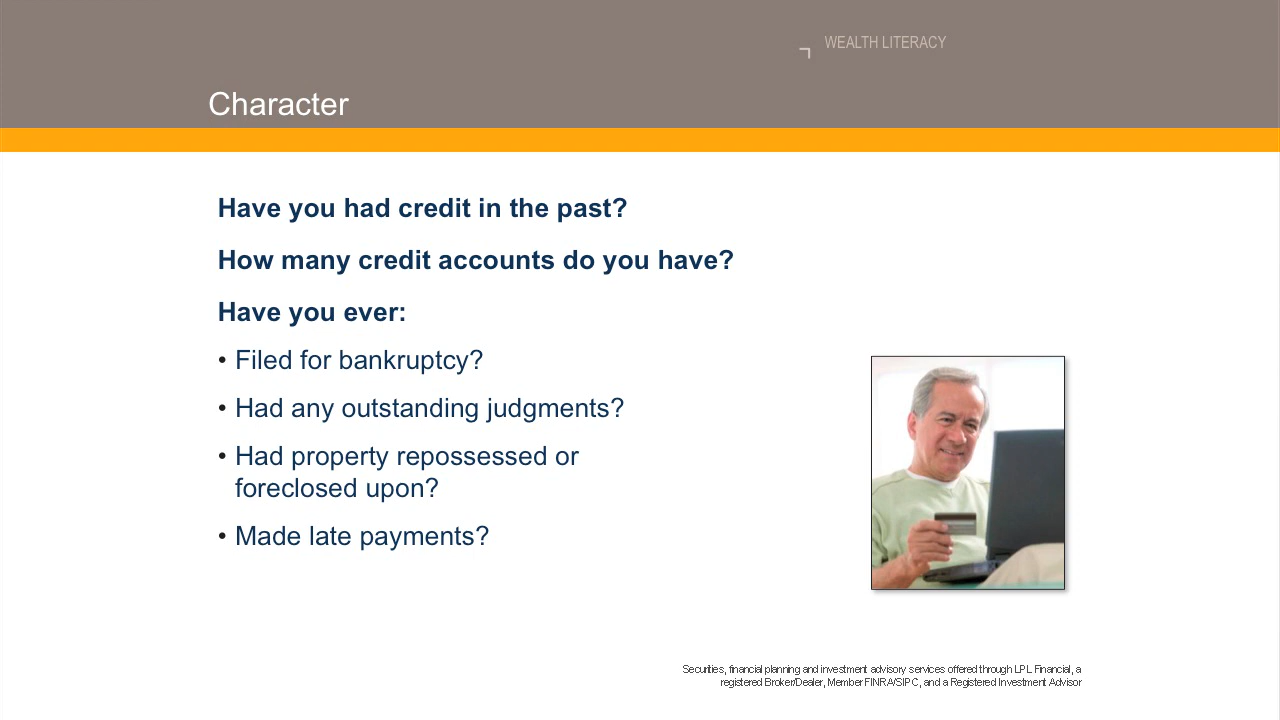 WEALTH LITERACY
Character
Have you had credit in the past?
How many credit accounts do you have?
Have you ever:
• Filed for bankruptcy?
• Had any outstanding judgments?
• Had property repossessed or
foreclosed upon?
• Made late payments?
Securities, financial planning and investment advisory services offered through LPL Financial, a
registered Broker/Dealer, Member FINRA/SIPC, and a Registered Investment Advisor